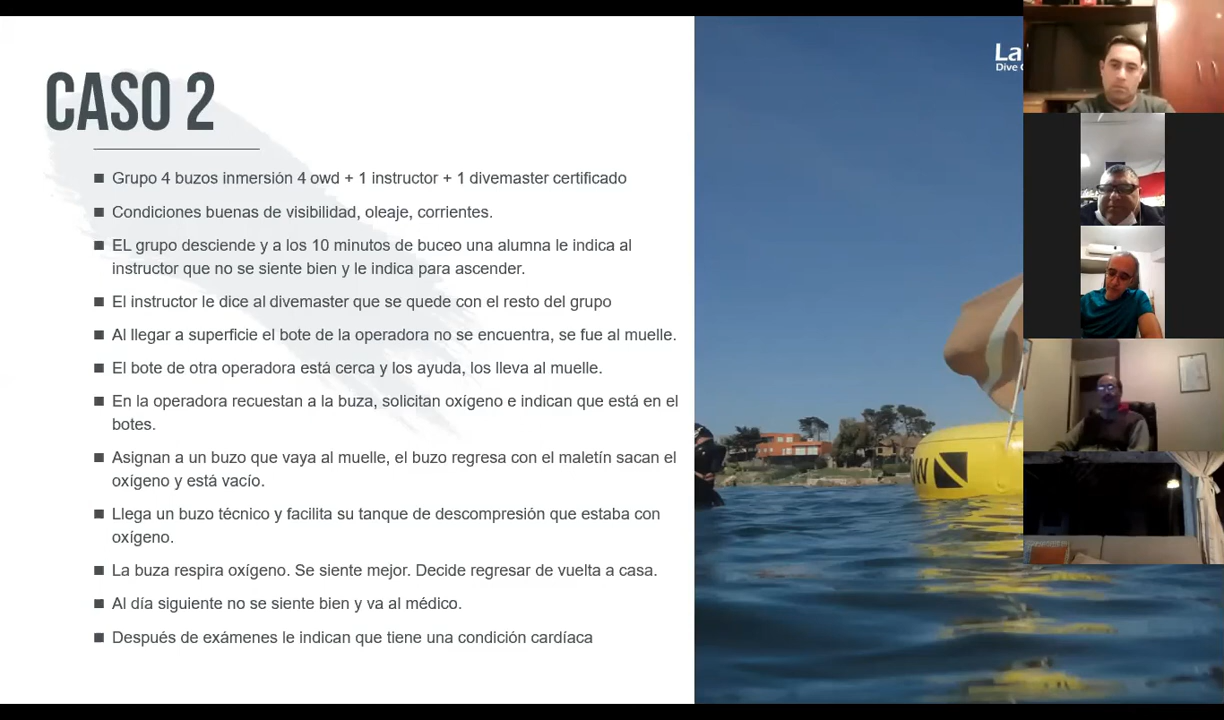 CASO 2
Grupo 4 buzos inmersión 4 owd + 1 instructor + 1 divemaster certificado
Condiciones buenas de visibilidad, oleaje, corrientes.
EL grupo desciende y a los 10 minutos de buceo una alumna le indica al
instructor que no se siente bien y le indica para ascender.
El instructor le dice al divemaster que se quede con el resto del grupo
Al llegar a superficie el bote de la operadora no se encuentra, se fue al muelle.
El bote de otra operadora está cerca y los ayuda, los lleva al muelle.
En la operadora recuestan a la buza, solicitan oxígeno e indican que está en el
botes.
Asignan a un buzo que vaya al muelle, el buzo regresa con el maletín sacan el
oxígeno y está vacío.
Llega un buzo técnico y facilita su tanque de descompresión que estaba con
oxígeno.
La buza respira oxígeno. Se siente mejor. Decide regresar de vuelta a casa.
Al día siguiente no se siente bien y va al médico.
Después de exámenes le indican que tiene una condición cardíaca
La
Dive